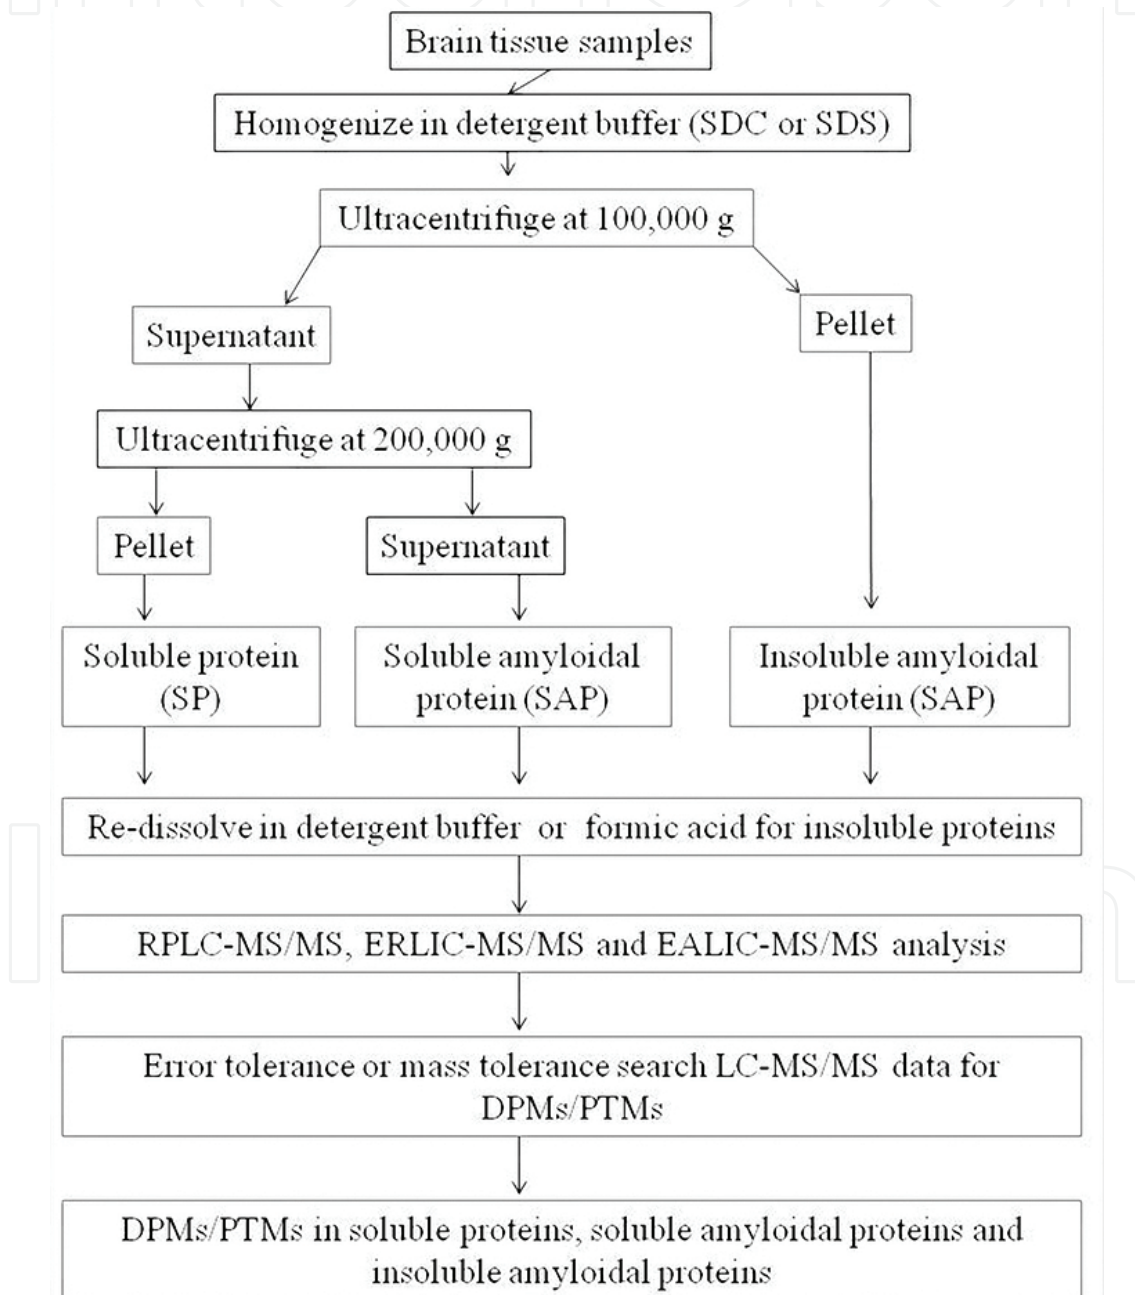 Brain tissue samples
Homogenize in detergent buffer (SDC or SDS)
Ultracentrifuge at 100,000 g
Supernatant
Pellet
Ultracentrifuge at 200,000 g
Pellet
Supernatant
Soluble protein
(SP)
Soluble amyloidal
protein (SAP)
Insoluble amyloidal
protein (SAP)
Re-dissolve in detergent buffer or formic acid for insoluble proteins
RPLC-MS/MS, ERLIC-MS/MS and EALIC-MS/MS analysis
Error tolerance or mass tolerance search LC-MS/MS data for
DPMs/PTMs
DPMs/PTMs in soluble proteins, soluble amyloidal proteins and
insoluble amyloidal proteins